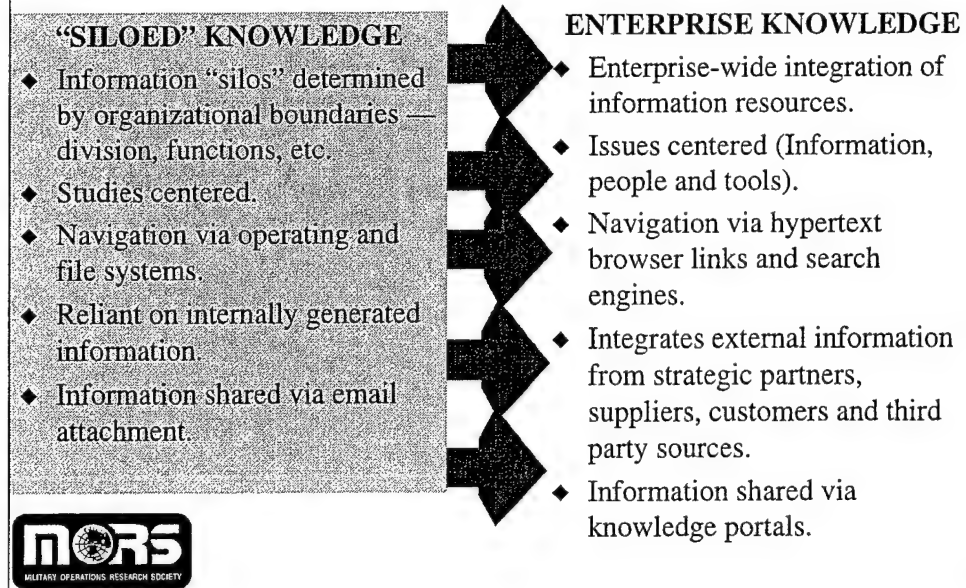 “SILOED” KNOWLEDGE
◆ Information “silos” determined
by organizational boundaries —
division, functions, etc.
◆ Studies centered.
◆ Navigation via operating and
file systems.
◆ Reliant on internally generated
information.
◆ Information shared via email
attachment.
ENTERPRISE KNOWLEDGE
◆ Enterprise-wide integration of
information resources.
◆ Issues centered (Information,
people and tools).
◆ Navigation via hypertext
browser links and search
engines.
◆ Integrates external information
from strategic partners,
suppliers, customers and third
party sources.
◆ Information shared via
knowledge portals.
MORS
MILITARY OPERATIONS RESEARCH SOCIETY